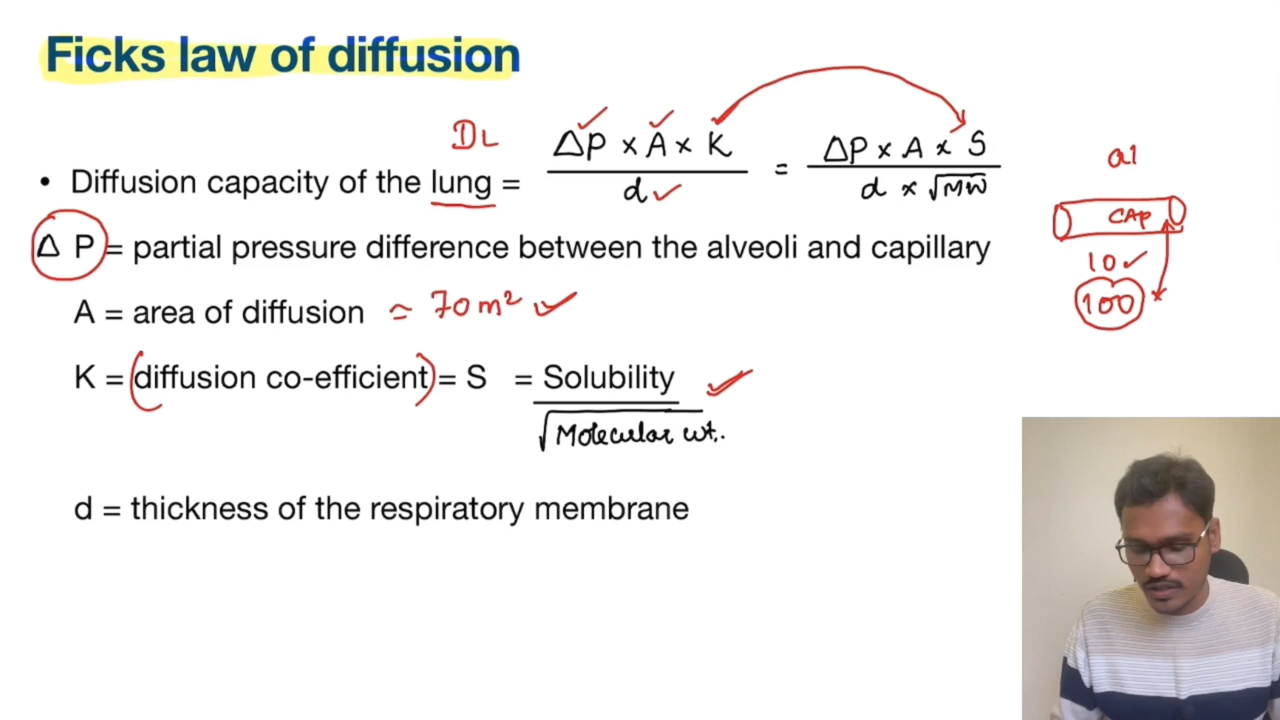 Ficks law of diffusion
DL
• Diffusion capacity of the lung = ΔP × A × K / d = ΔP × A × S / d × √MW
Δ P = partial pressure difference between the alveoli and capillary
A = area of diffusion ≈ 70 m²
K = (diffusion co-efficient) = S = Solubility / √Molecular wt.
d = thickness of the respiratory membrane
CAP
10
100